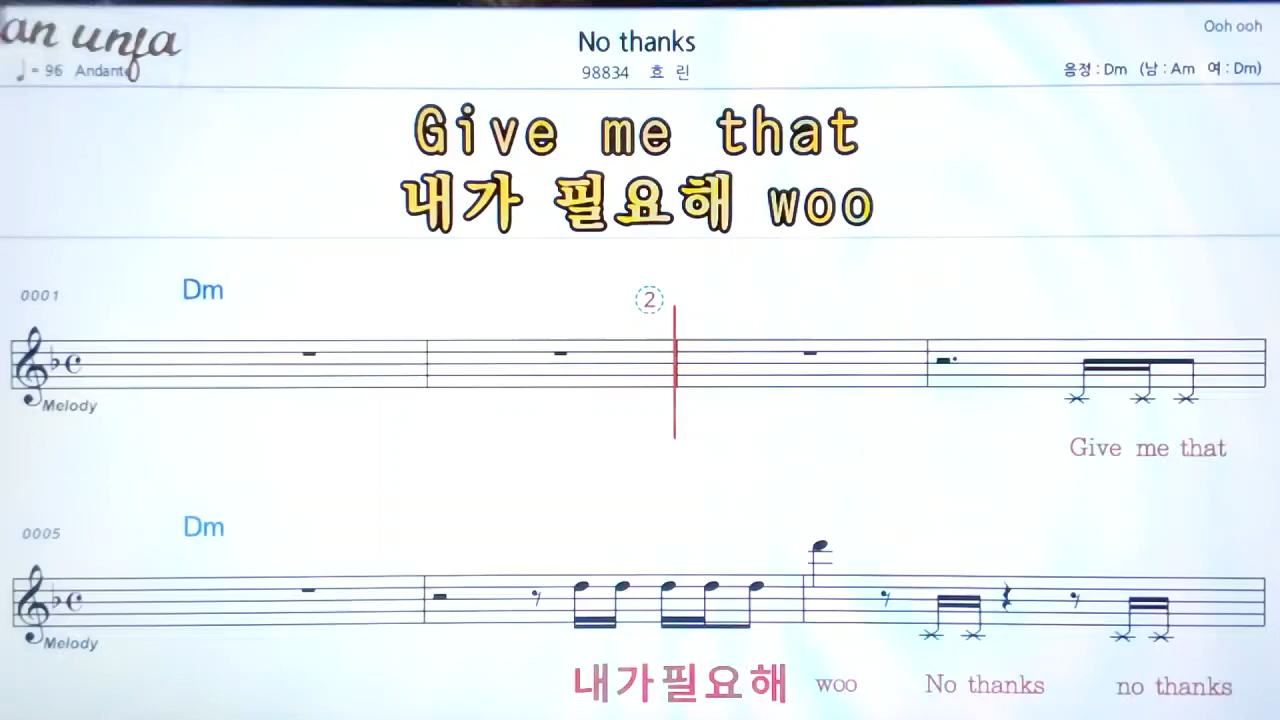 an unfa
No thanks
Ooh ooh
♩= 96 Andante
98834 효 린
음정 : Dm (남 : Am 여 : Dm)
Give me that
내가 필요해 woo
0001
Dm
2
Melody
Give me that
0005
Dm
Melody
내가필요해 woo No thanks no thanks